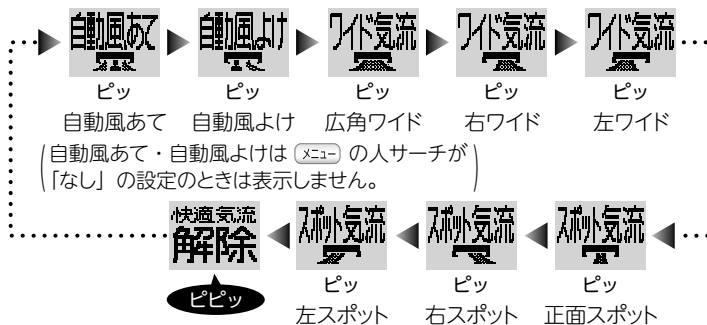 自動風あて 自動風よけ ワイド気流 ワイド気流 ワイド気流
ピッ ピッ ピッ ピッ ピッ
自動風あて 自動風よけ 広角ワイド 右ワイド 左ワイド
自動風あて・自動風よけは メニュー の人サーチが
「なし」の設定のときは表示しません。
快適気流
解除 スポット気流 スポット気流 スポット気流
ピピッ ピッ ピッ ピッ
左スポット 右スポット 正面スポット